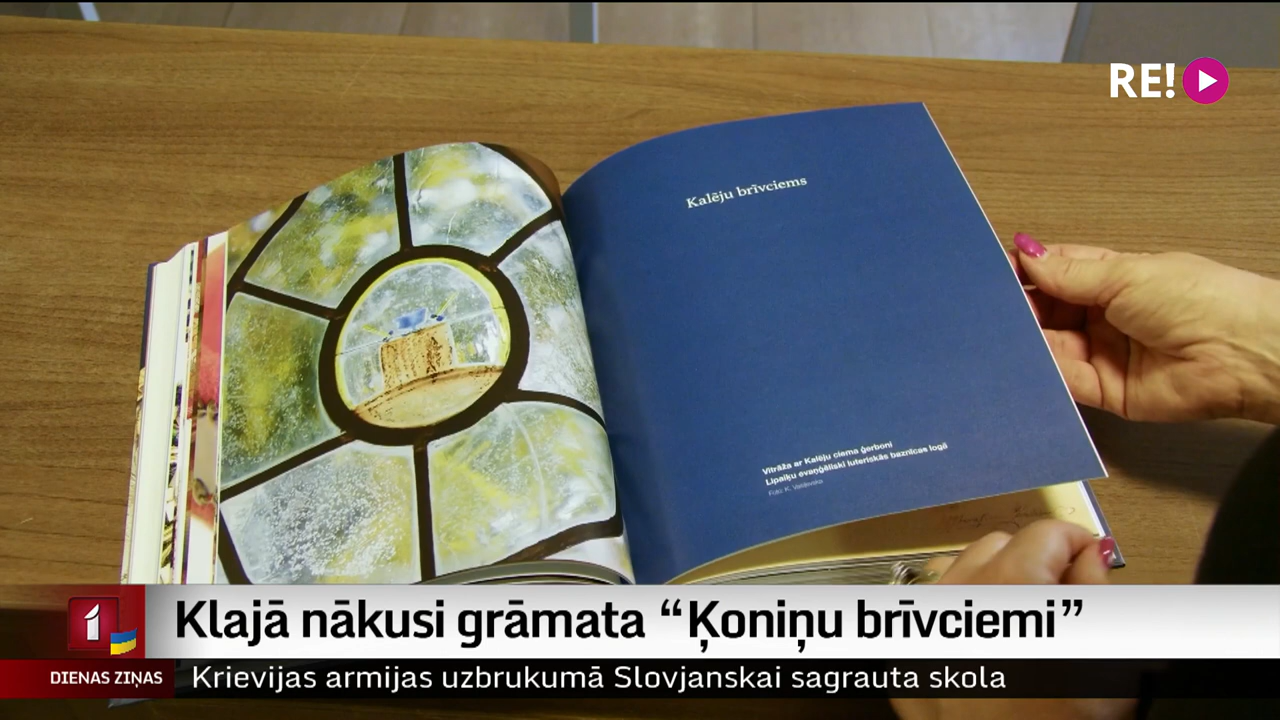 RE!
Kalēju brīvciems
Vitrāža ar Kalēju ciema ģerboni
Lipaiķu evaņģēliski luteriskās baznīcas logā
Foto: K.
1
Klajā nākusi grāmata “Ķoniņu brīvciemi”
DIENAS ZIŅAS
Krievijas armijas uzbrukumā Slovjanskai sagrauta skola